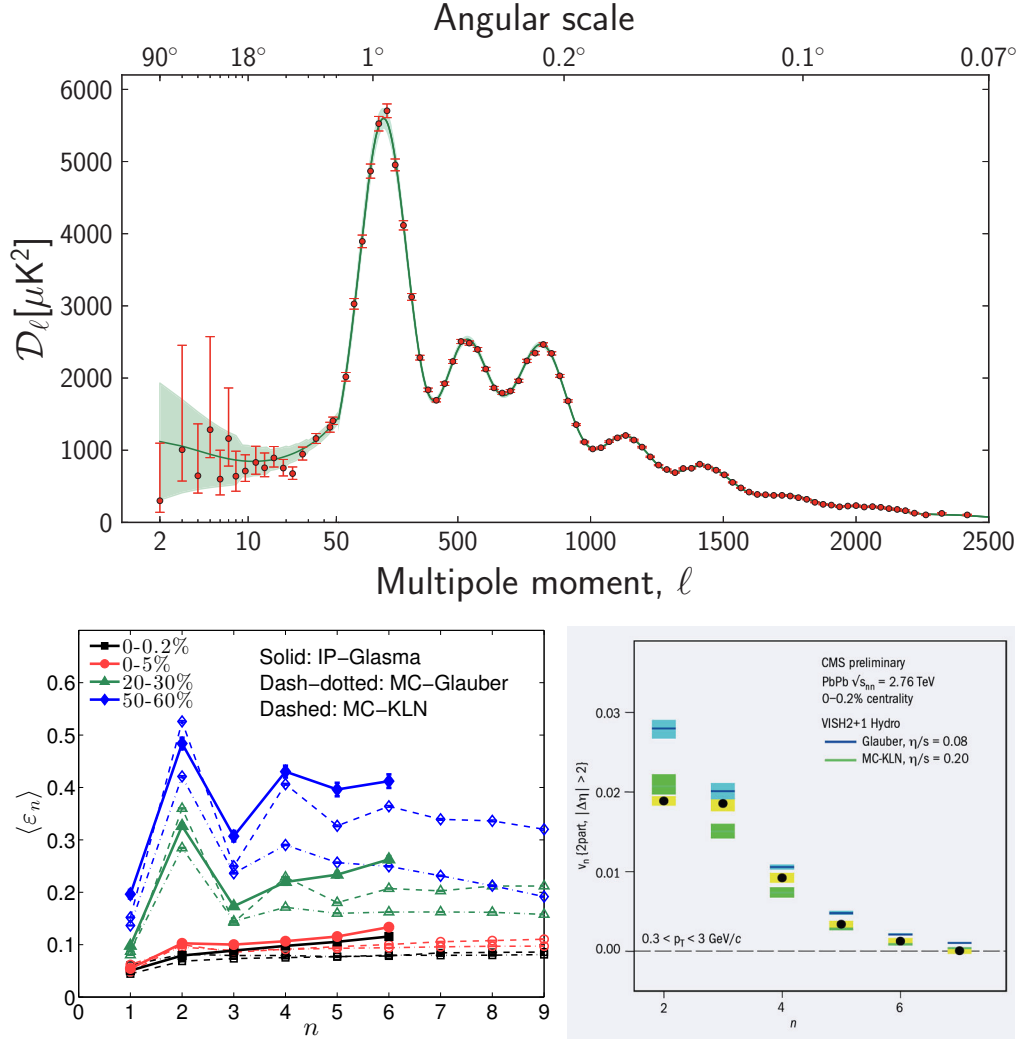 Angular scale
90° 18° 1° 0.2° 0.1° 0.07°
6000
5000
4000
3000
2000
1000
0
𝒟ℓ[μK²]
2 10 50 500 1000 1500 2000 2500
Multipole moment, ℓ
0−0.2%
0−5%
20−30%
50−60%
Solid: IP−Glasma
Dash−dotted: MC−Glauber
Dashed: MC−KLN
0.6
0.5
0.4
0.3
0.2
0.1
0
⟨εn⟩
0 1 2 3 4 5 6 7 8 9
n
CMS preliminary
PbPb √snn = 2.76 TeV
0–0.2% centrality
VISH2+1 Hydro
Glauber, η/s = 0.08
MC-KLN, η/s = 0.20
0.03
0.02
0.01
0.00
vn {2part, |Δη| > 2}
0.3 < pT < 3 GeV/c
2 4 6
n